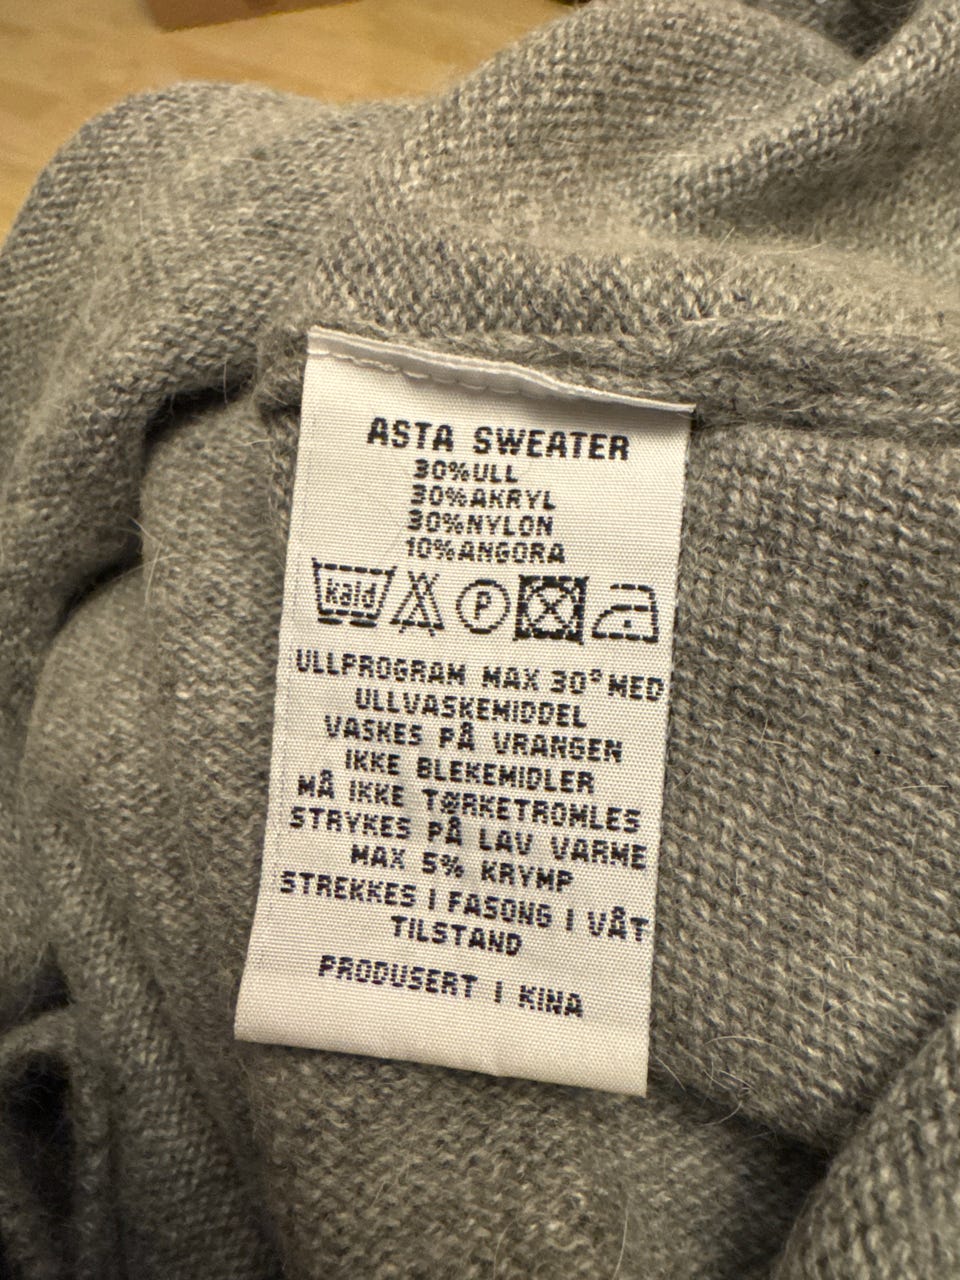 ASTA SWEATER
30%ULL
30%AKRYL
30%NYLON
10%ANGORA
kald P
ULLPROGRAM MAX 30° MED
ULLVASKEMIDDEL
VASKES PÅ VRANGEN
IKKE BLEKEMIDLER
MÅ IKKE TØRKETROMLES
STRYKES PÅ LAV VARME
MAX 5% KRYMP
STREKKES I FASONG I VÅT
TILSTAND
PRODUSERT I KINA